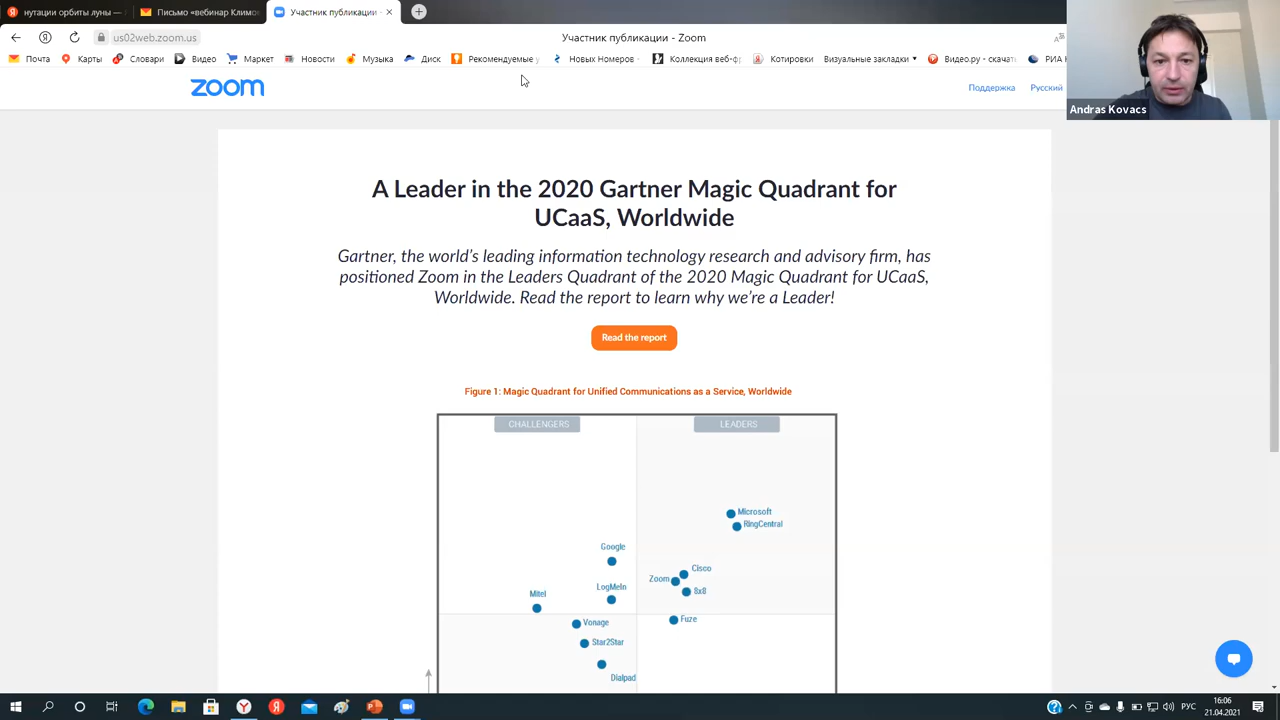 нутации орбиты луны —
Письмо «вебинар Климо
Участник публикации -
us02web.zoom.us
Участник публикации - Zoom
Почта
Карты
Словари
Видео
Маркет
Новости
Музыка
Диск
Рекомендуемые
Новых Номеров
Коллекция веб-ф
Котировки
Визуальные закладки
Видео.ру - скачат
РИА
zoom
Поддержка
Русский
Andras Kovacs
A Leader in the 2020 Gartner Magic Quadrant for
UCaaS, Worldwide
Gartner, the world's leading information technology research and advisory firm, has
positioned Zoom in the Leaders Quadrant of the 2020 Magic Quadrant for UCaaS,
Worldwide. Read the report to learn why we're a Leader!
Read the report
Figure 1: Magic Quadrant for Unified Communications as a Service, Worldwide
CHALLENGERS
LEADERS
Microsoft
RingCentral
Google
Cisco
Zoom
LogMeIn
8x8
Mitel
Fuze
Vonage
Star2Star
Dialpad
РУС
16:06
21.04.2021